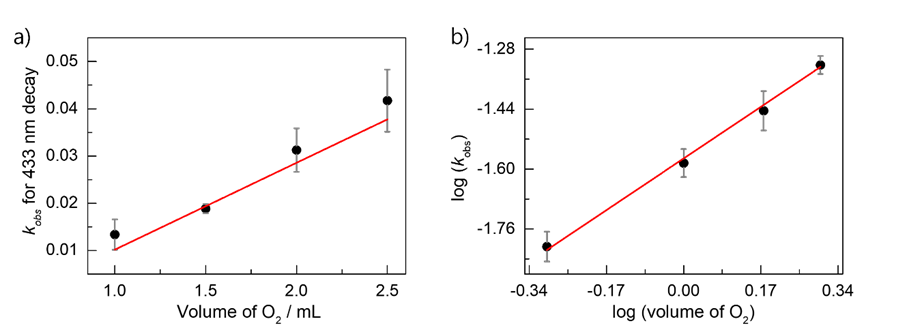 a)
k_obs for 433 nm decay
0.05
0.04
0.03
0.02
0.01
1.0 1.5 2.0 2.5
Volume of O₂ / mL
b)
log (k_obs)
-1.28
-1.44
-1.60
-1.76
-0.34 -0.17 0.00 0.17 0.34
log (volume of O₂)